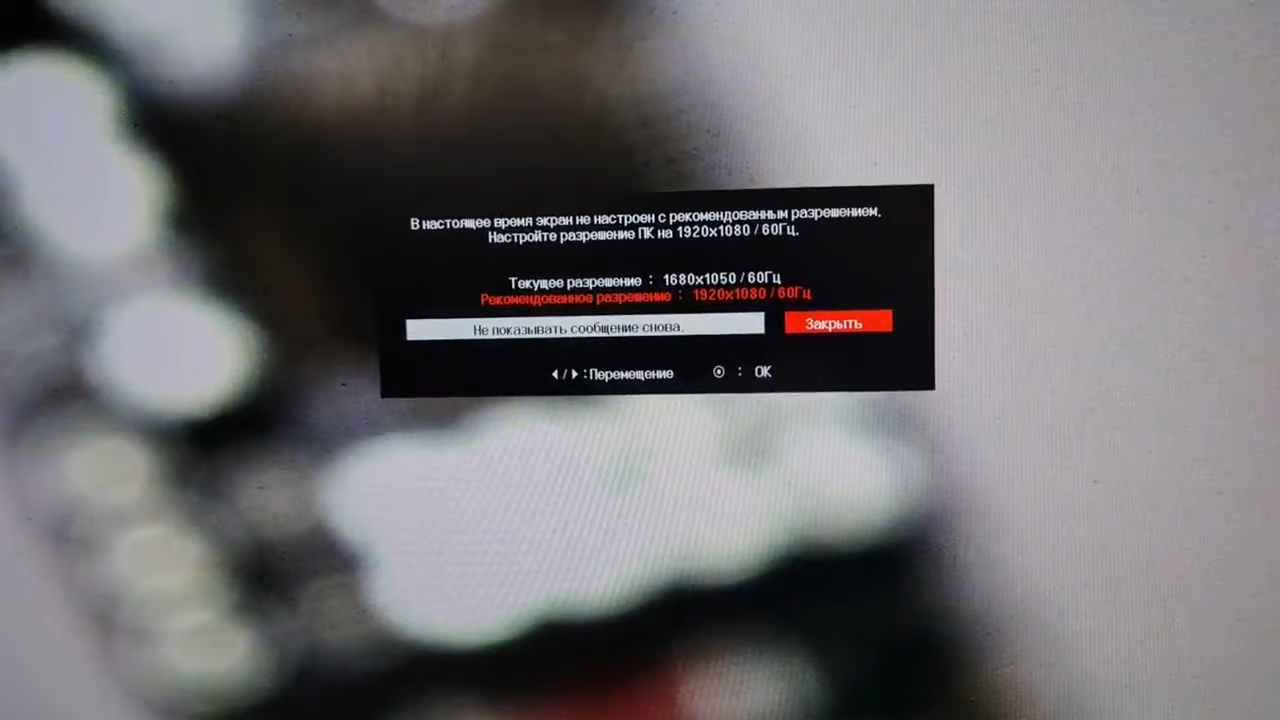 В настоящее время экран не настроен с рекомендованным разрешением.
Настройте разрешение ПК на 1920x1080 / 60Гц.
Текущее разрешение : 1680x1050 / 60Гц
Рекомендованное разрешение : 1920x1080 / 60Гц
Не показывать сообщение снова. Закрыть
◄ / ► : Перемещение ⦿ : OK